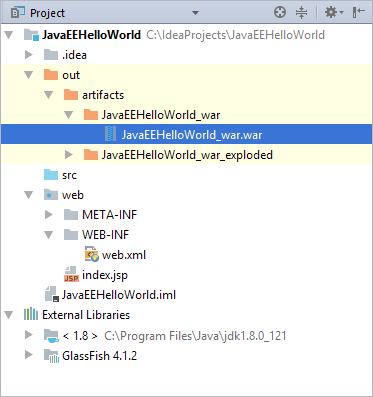 Project
JavaEEHelloWorld C:\IdeaProjects\JavaEEHelloWorld
.idea
out
artifacts
JavaEEHelloWorld_war
JavaEEHelloWorld_war.war
JavaEEHelloWorld_war_exploded
src
web
META-INF
WEB-INF
web.xml
JSP index.jsp
JavaEEHelloWorld.iml
External Libraries
< 1.8 > C:\Program Files\Java\jdk1.8.0_121
GlassFish 4.1.2